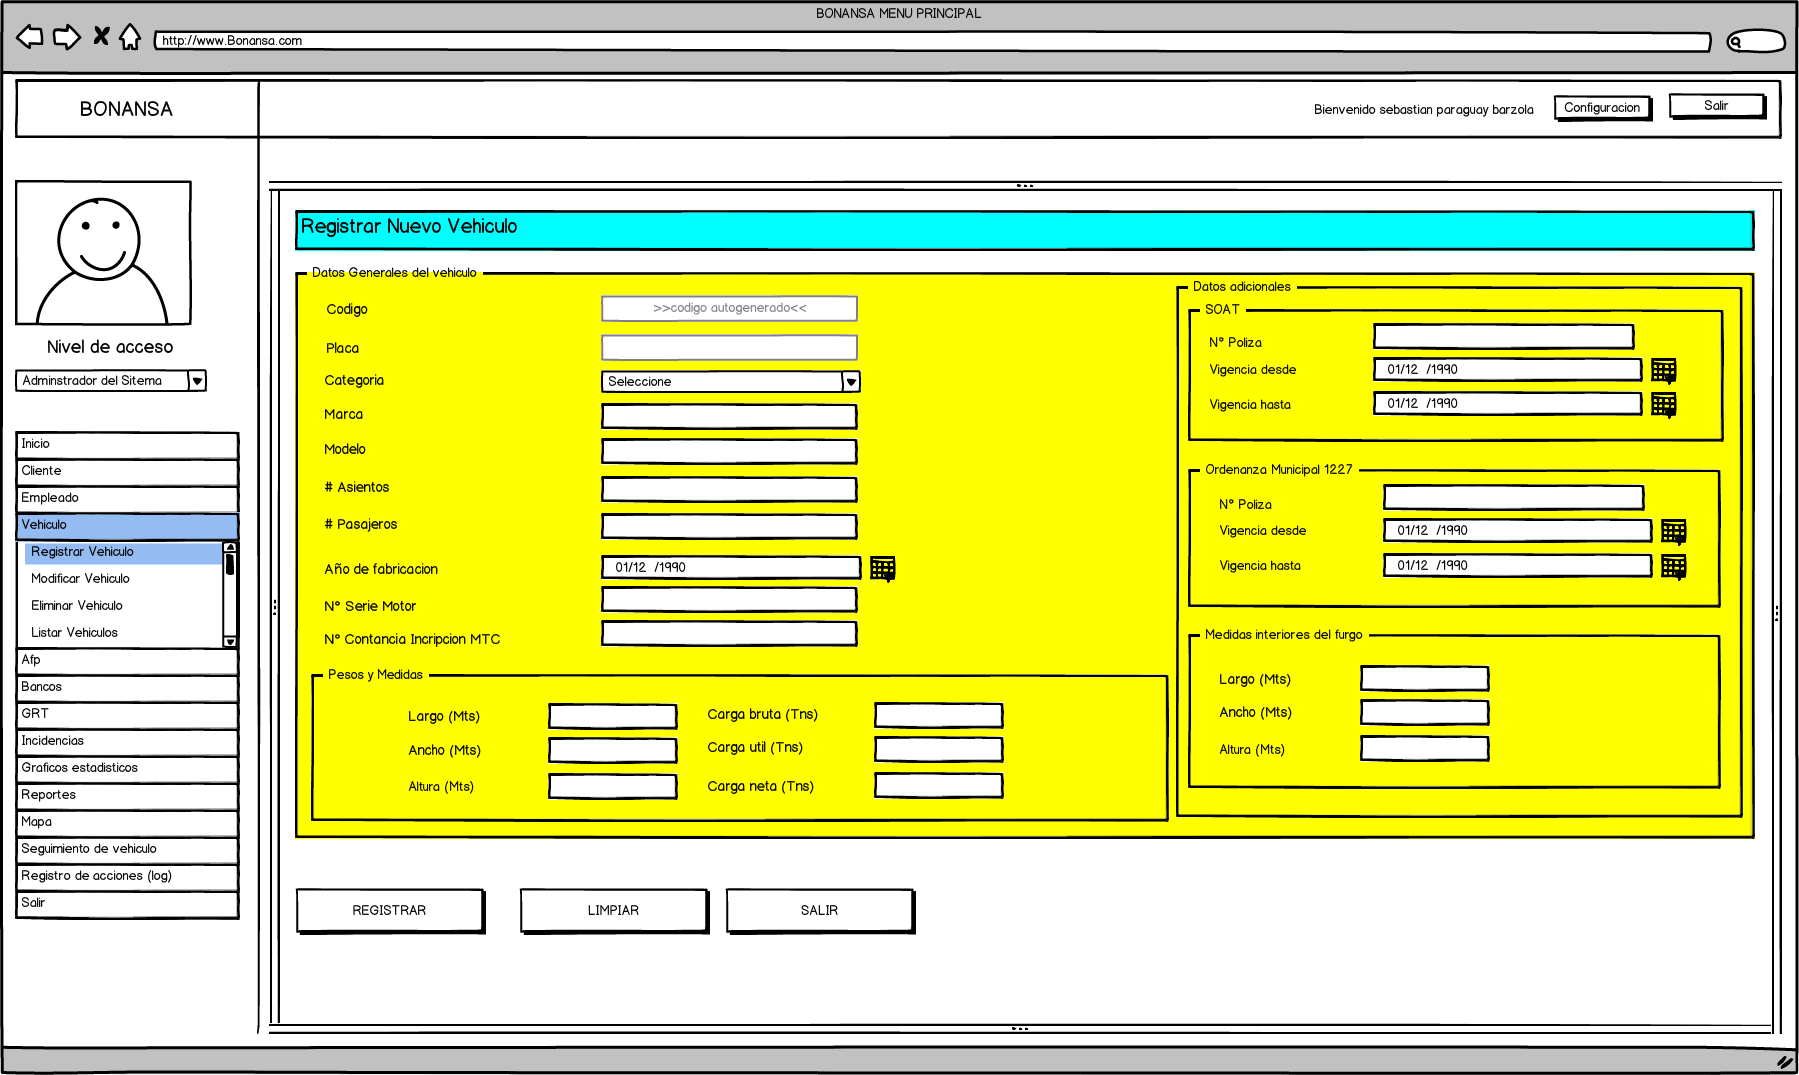 BONANSA MENU PRINCIPAL
http://www.Bonansa.com
BONANSA
Bienvenido sebastian paraguay barzola
Configuracion
Salir
Nivel de acceso
Adminstrador del Sitema
Inicio
Cliente
Empleado
Vehiculo
Registrar Vehiculo
Modificar Vehiculo
Eliminar Vehiculo
Listar Vehiculos
Afp
Bancos
GRT
Incidencias
Graficos estadisticos
Reportes
Mapa
Seguimiento de vehiculo
Registro de acciones (log)
Salir
Registrar Nuevo Vehiculo
Datos Generales del vehiculo
Codigo >>codigo autogenerado<<
Placa
Categoria Seleccione
Marca
Modelo
# Asientos
# Pasajeros
Año de fabricacion 01/12 /1990
N° Serie Motor
N° Contancia Incripcion MTC
Pesos y Medidas
Largo (Mts) Carga bruta (Tns)
Ancho (Mts) Carga util (Tns)
Altura (Mts) Carga neta (Tns)
Datos adicionales
SOAT
N° Poliza
Vigencia desde 01/12 /1990
Vigencia hasta 01/12 /1990
Ordenanza Municipal 1227
N° Poliza
Vigencia desde 01/12 /1990
Vigencia hasta 01/12 /1990
Medidas interiores del furgo
Largo (Mts)
Ancho (Mts)
Altura (Mts)
REGISTRAR LIMPIAR SALIR